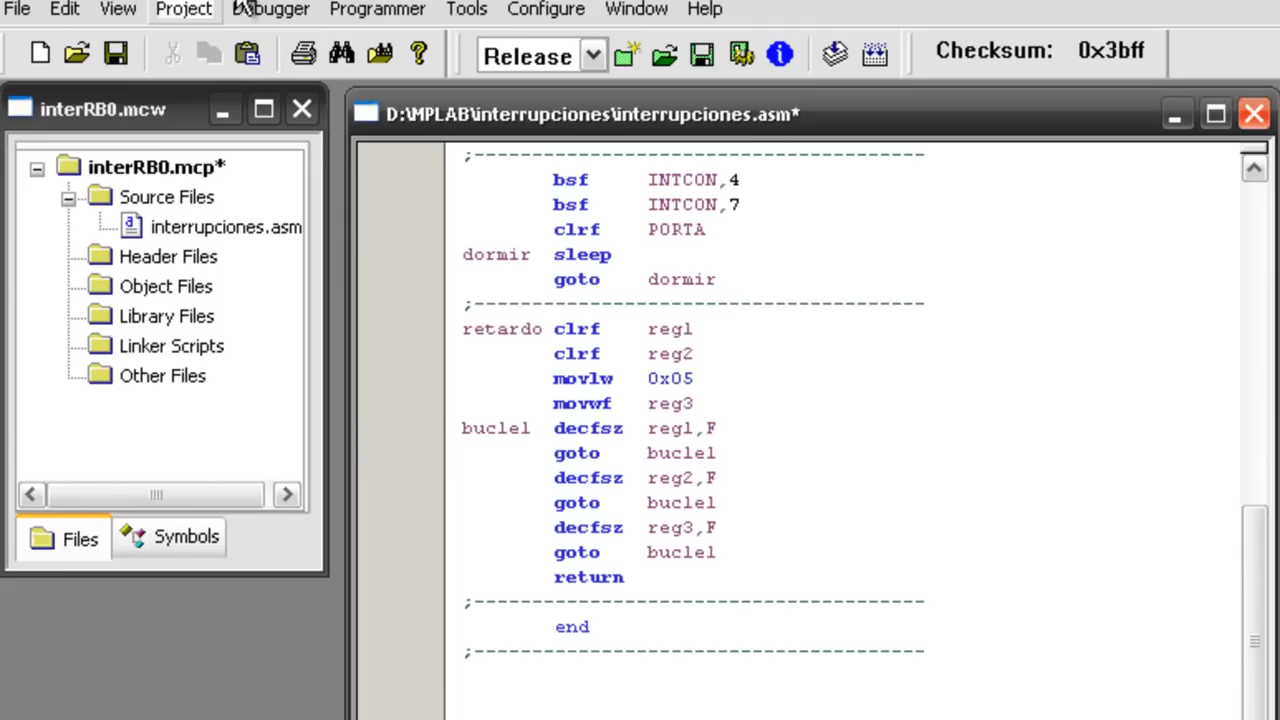 File Edit View Project Debugger Programmer Tools Configure Window Help
Release Checksum: 0x3bff
interRB0.mcw
D:\MPLAB\interrupciones\interrupciones.asm*
interRB0.mcp*
Source Files
interrupciones.asm
Header Files
Object Files
Library Files
Linker Scripts
Other Files
Files Symbols
;---------------------------------------
bsf INTCON,4
bsf INTCON,7
clrf PORTA
dormir sleep
goto dormir
;---------------------------------------
retardo clrf reg1
clrf reg2
movlw 0x05
movwf reg3
bucle1 decfsz reg1,F
goto bucle1
decfsz reg2,F
goto bucle1
decfsz reg3,F
goto bucle1
return
;---------------------------------------
end
;---------------------------------------